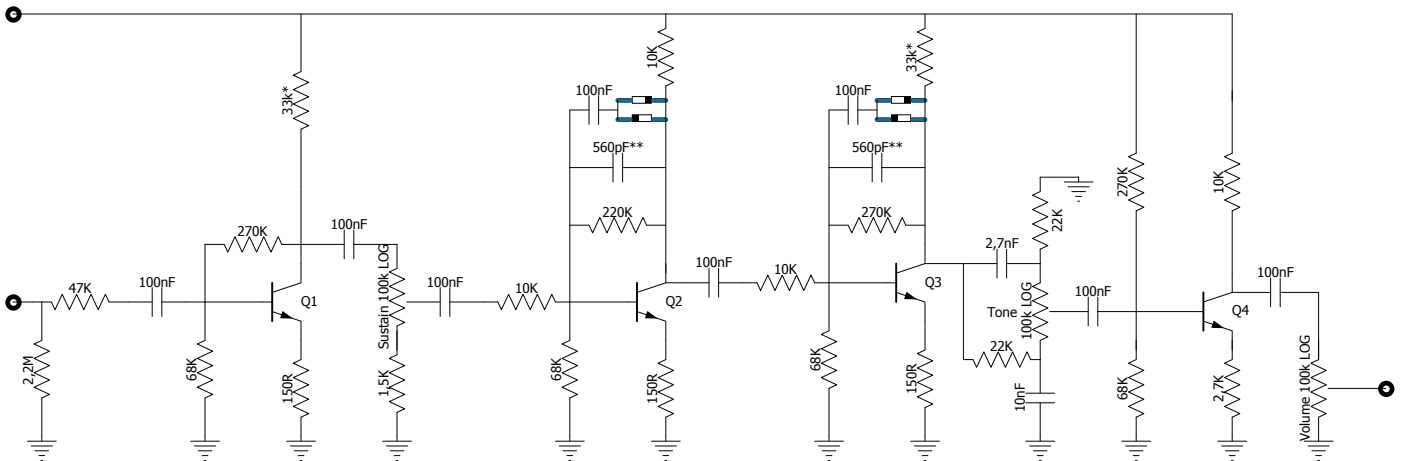 33k*
270K
100nF
47K
100nF
Q1
2,2M
68K
150R
Sustain 100k LOG
1,5K
100nF
10K
10K
100nF
560pF**
220K
Q2
68K
150R
100nF
10K
33k*
100nF
560pF**
270K
Q3
68K
150R
2,7nF
22K
Tone
100k LOG
22K
10nF
100nF
270K
68K
10K
Q4
2,7K
100nF
Volume 100k LOG